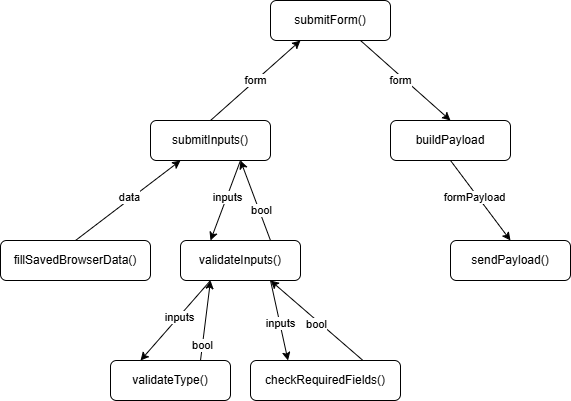 submitForm()
form
form
submitInputs()
buildPayload
data
inputs
bool
formPayload
fillSavedBrowserData()
validateInputs()
sendPayload()
inputs
bool
inputs
bool
validateType()
checkRequiredFields()